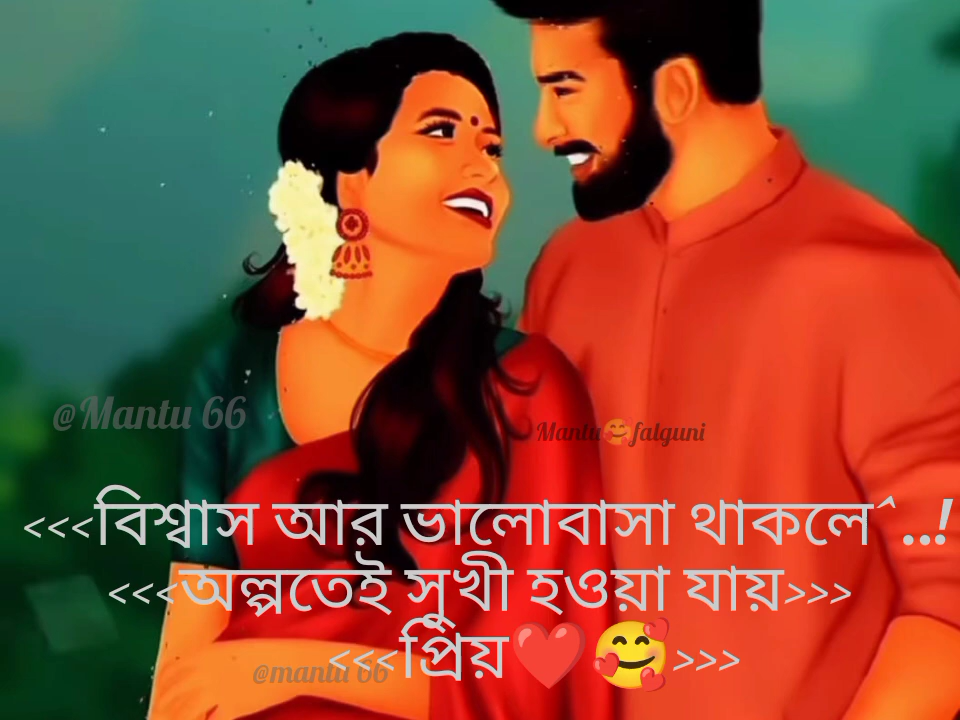 @Mantu 66
Mantu🥰falguni
<<<বিশ্বাস আর ভালোবাসা থাকলে^..!
<<<অল্পতেই সুখী হওয়া যায়>>>
<<<প্রিয়❤️🥰>>>
@mantu 66